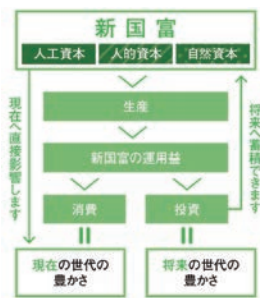 新国富
人工資本 人的資本 自然資本
生産
新国富の運用益
消費 投資
現在の世代の
豊かさ
将来の世代の
豊かさ
現在へ直接影響します
将来へ蓄積できます